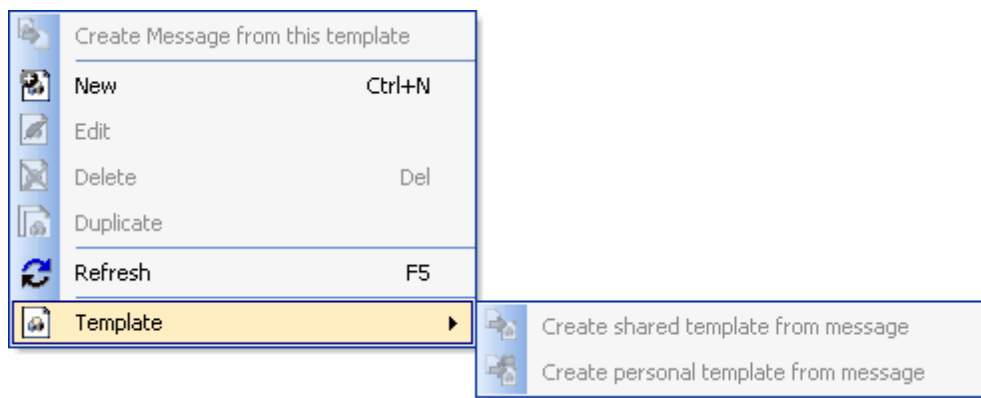 Create Message from this template
New Ctrl+N
Edit
Delete Del
Duplicate
Refresh F5
Template
Create shared template from message
Create personal template from message